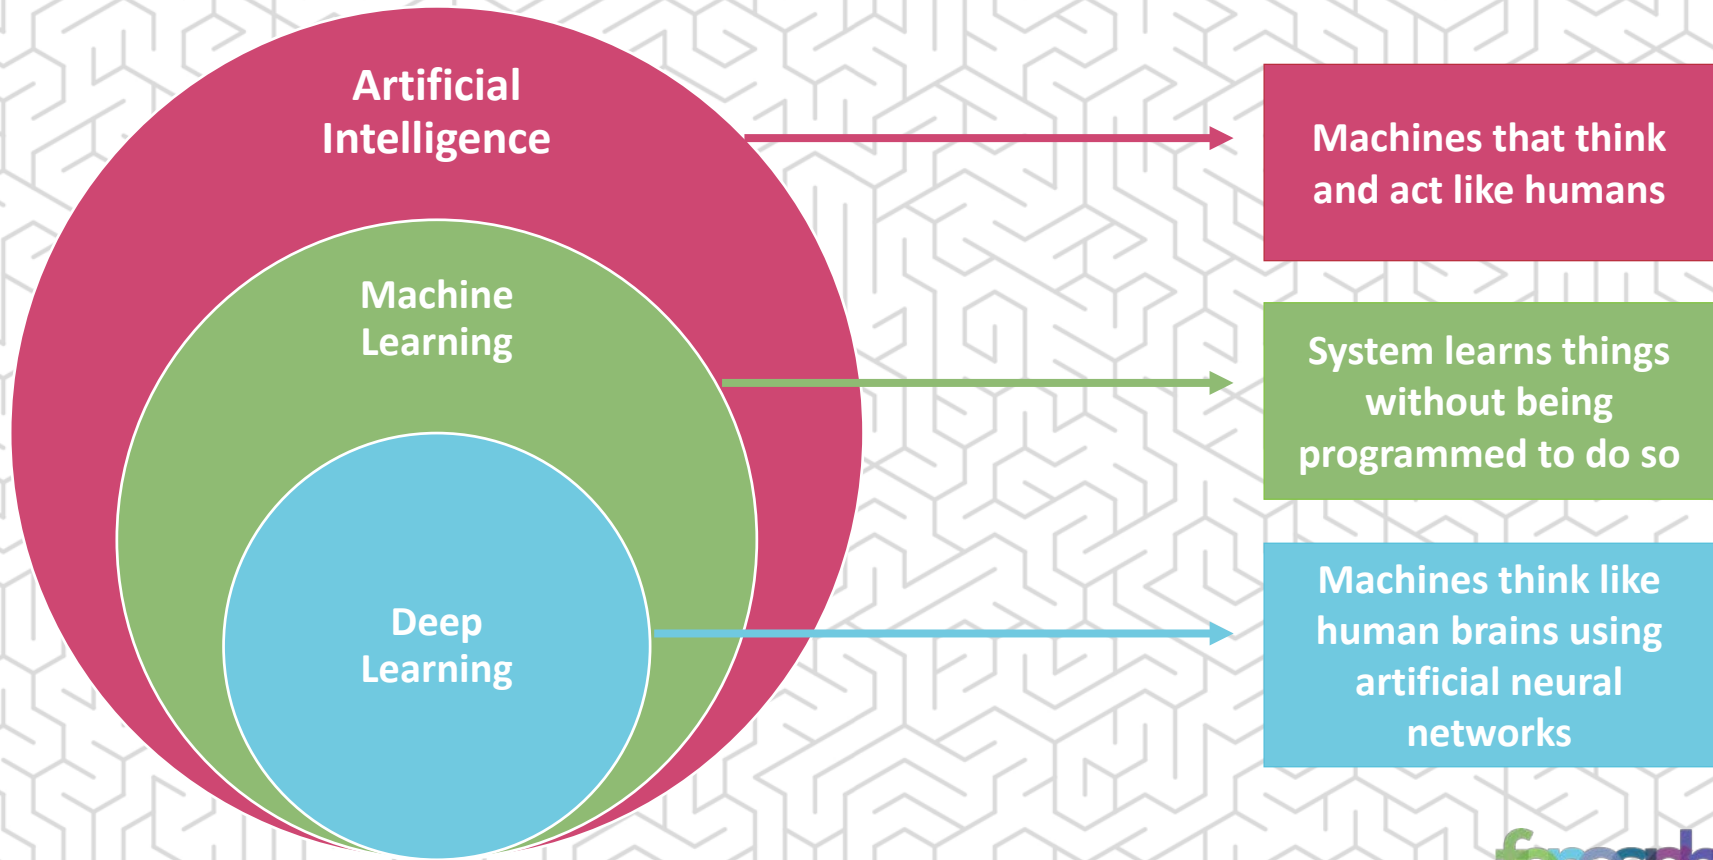 Artificial
Intelligence
Machines that think
and act like humans
Machine
Learning
System learns things
without being
programmed to do so
Deep
Learning
Machines think like
human brains using
artificial neural
networks